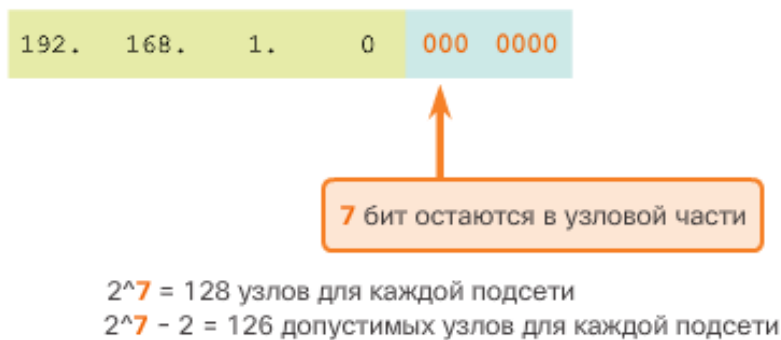 192. 168. 1. 0 000 0000
7 бит остаются в узловой части
2^7 = 128 узлов для каждой подсети
2^7 - 2 = 126 допустимых узлов для каждой подсети